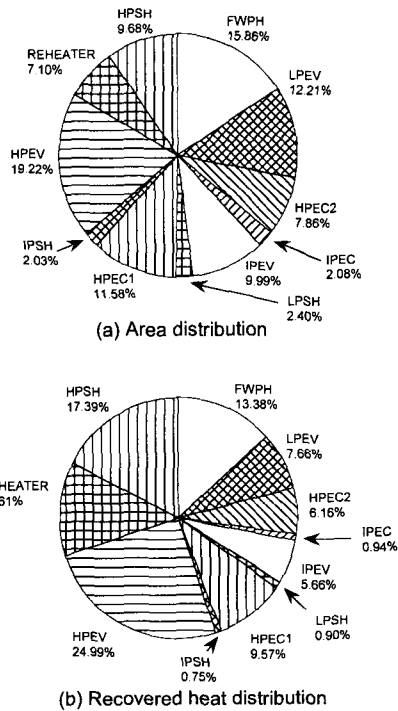 HPSH
9.68%
FWPH
15.86%
REHEATER
7.10%
LPEV
12.21%
HPEV
19.22%
HPEC2
7.86%
IPSH
2.03%
IPEC
2.08%
HPEC1
11.58%
IPEV
9.99%
LPSH
2.40%
(a) Area distribution
HPSH
17.39%
FWPH
13.38%
LPEV
7.66%
HEATER
61%
HPEC2
6.16%
IPEC
0.94%
IPEV
5.66%
LPSH
0.90%
HPEV
24.99%
IPSH
0.75%
HPEC1
9.57%
(b) Recovered heat distribution